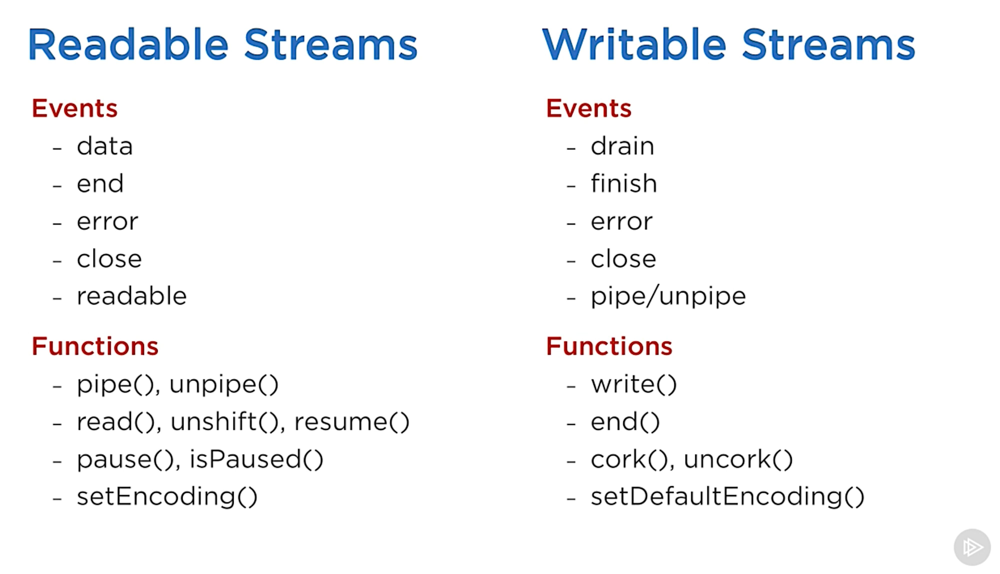 Readable Streams
Events
– data
– end
– error
– close
– readable
Functions
– pipe(), unpipe()
– read(), unshift(), resume()
– pause(), isPaused()
– setEncoding()
Writable Streams
Events
– drain
– finish
– error
– close
– pipe/unpipe
Functions
– write()
– end()
– cork(), uncork()
– setDefaultEncoding()